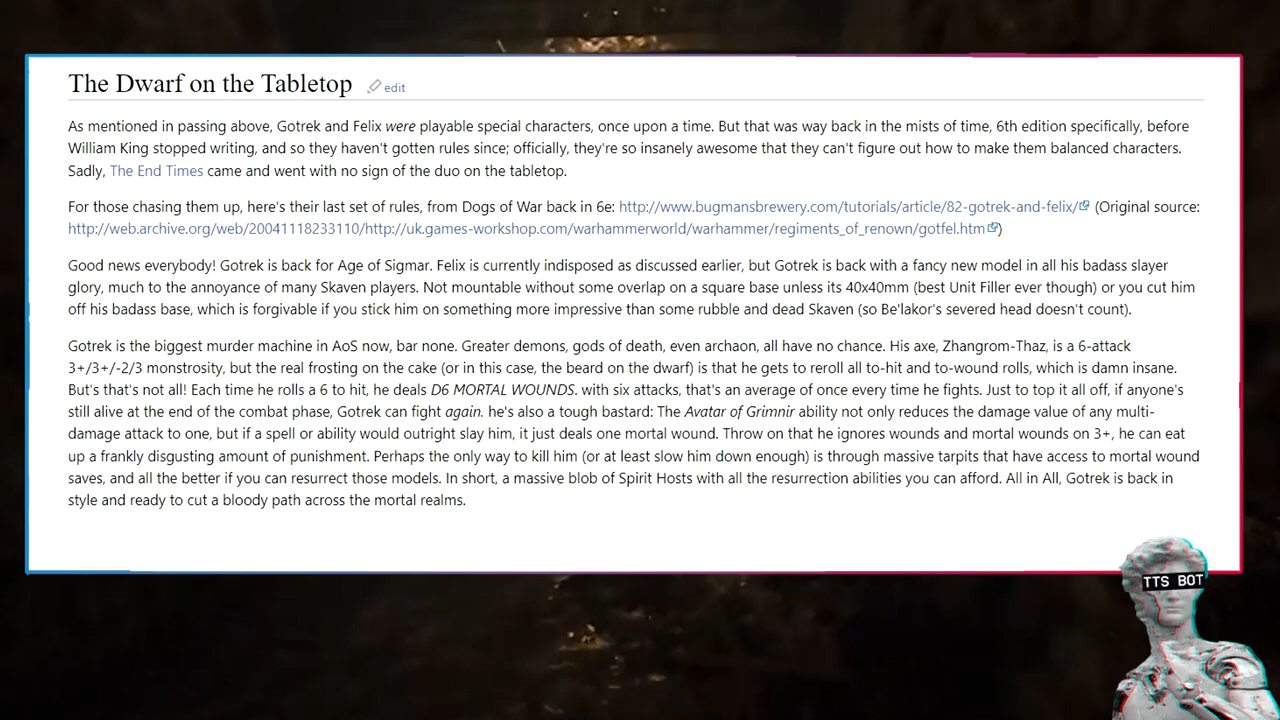 The Dwarf on the Tabletop edit
As mentioned in passing above, Gotrek and Felix were playable special characters, once upon a time. But that was way back in the mists of time, 6th edition specifically, before
William King stopped writing, and so they haven't gotten rules since; officially, they're so insanely awesome that they can't figure out how to make them balanced characters.
Sadly, The End Times came and went with no sign of the duo on the tabletop.
For those chasing them up, here's their last set of rules, from Dogs of War back in 6e: http://www.bugmansbrewery.com/tutorials/article/82-gotrek-and-felix/ (Original source:
http://web.archive.org/web/20041118233110/http://uk.games-workshop.com/warhammerworld/warhammer/regiments_of_renown/gotfel.htm)
Good news everybody! Gotrek is back for Age of Sigmar. Felix is currently indisposed as discussed earlier, but Gotrek is back with a fancy new model in all his badass slayer
glory, much to the annoyance of many Skaven players. Not mountable without some overlap on a square base unless its 40x40mm (best Unit Filler ever though) or you cut him
off his badass base, which is forgivable if you stick him on something more impressive than some rubble and dead Skaven (so Be'lakor's severed head doesn't count).
Gotrek is the biggest murder machine in AoS now, bar none. Greater demons, gods of death, even archaon, all have no chance. His axe, Zhangrom-Thaz, is a 6-attack
3+/3+/-2/3 monstrosity, but the real frosting on the cake (or in this case, the beard on the dwarf) is that he gets to reroll all to-hit and to-wound rolls, which is damn insane.
But's that's not all! Each time he rolls a 6 to hit, he deals D6 MORTAL WOUNDS. with six attacks, that's an average of once every time he fights. Just to top it all off, if anyone's
still alive at the end of the combat phase, Gotrek can fight again. he's also a tough bastard: The Avatar of Grimnir ability not only reduces the damage value of any multi-
damage attack to one, but if a spell or ability would outright slay him, it just deals one mortal wound. Throw on that he ignores wounds and mortal wounds on 3+, he can eat
up a frankly disgusting amount of punishment. Perhaps the only way to kill him (or at least slow him down enough) is through massive tarpits that have access to mortal wound
saves, and all the better if you can resurrect those models. In short, a massive blob of Spirit Hosts with all the resurrection abilities you can afford. All in All, Gotrek is back in
style and ready to cut a bloody path across the mortal realms.
TTS BOT